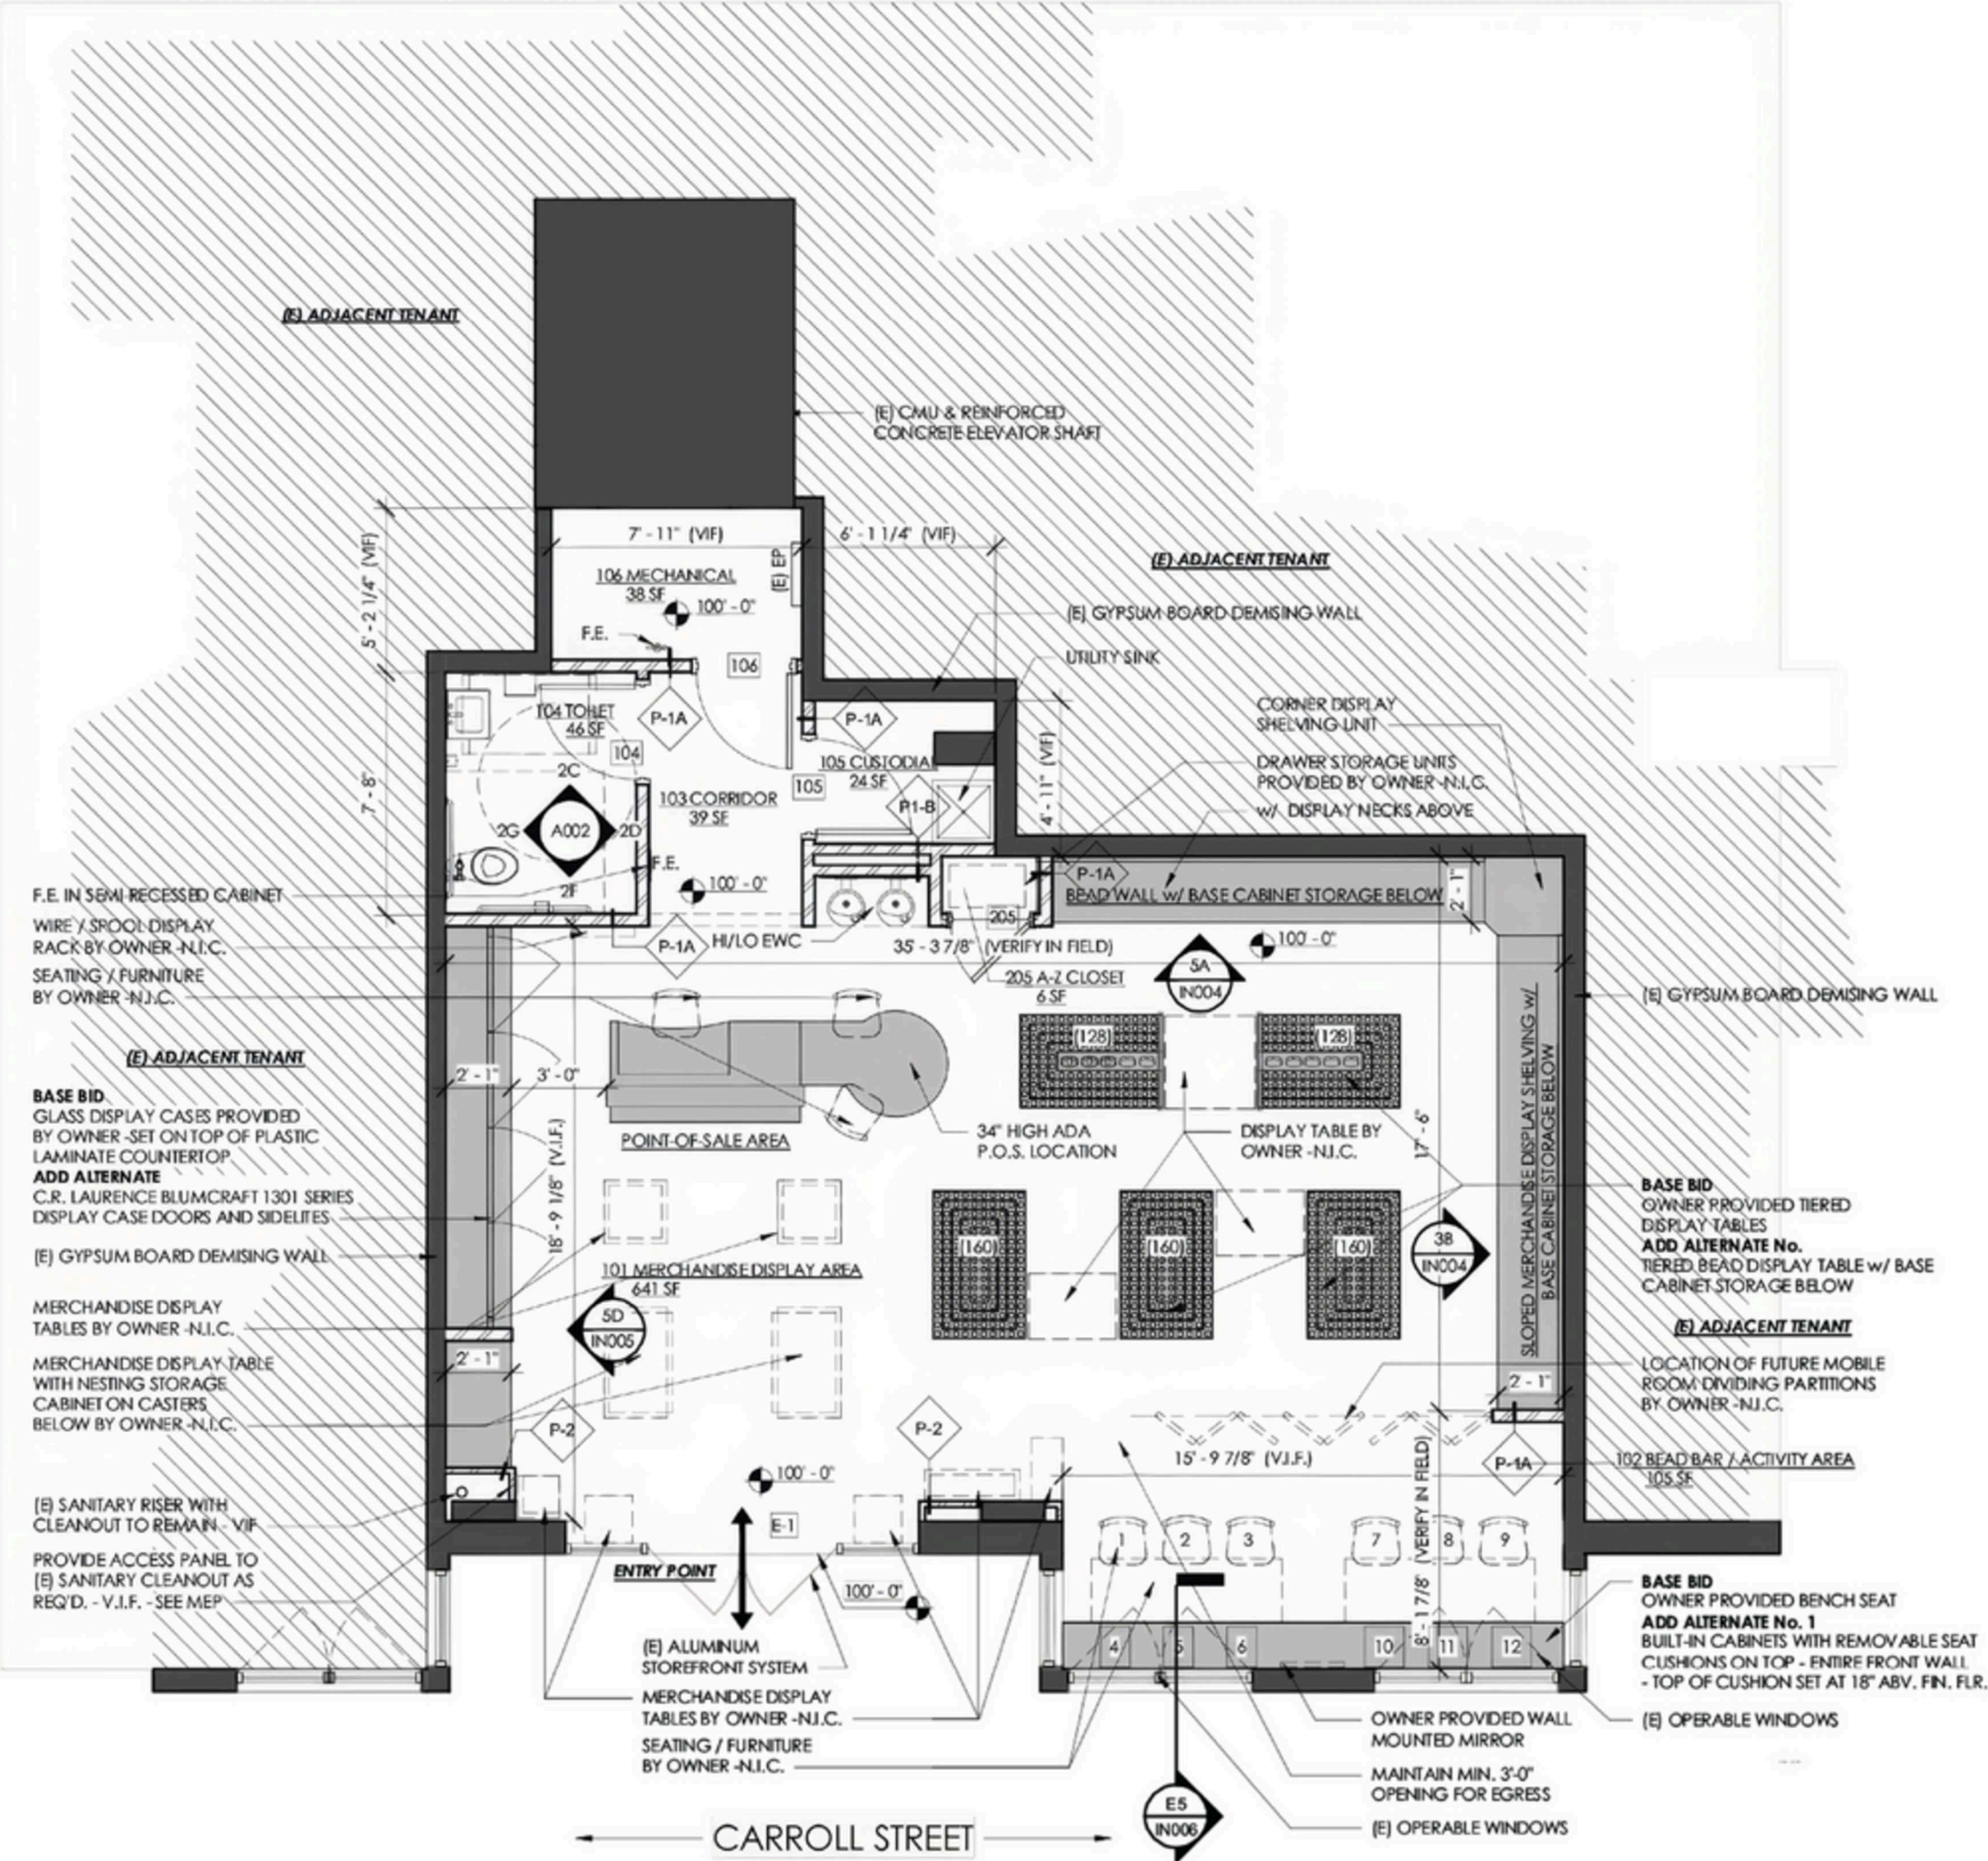 (E) ADJACENT TENANT
(E) CMU & REINFORCED
CONCRETE ELEVATOR SHAFT
7' - 11" (VIF)
6' - 1 1/4" (VIF)
5' - 2 1/4" (VIF)
(E) EP
106 MECHANICAL
38 SF
100' - 0"
F.E.
106
(E) ADJACENT TENANT
(E) GYPSUM BOARD DEMISING WALL
UTILITY SINK
CORNER DISPLAY
SHELVING UNIT
DRAWER STORAGE UNITS
PROVIDED BY OWNER -N.I.C.
w/ DISPLAY NECKS ABOVE
104 TOILET
46 SF
104
P-1A
P-1A
105 CUSTODIAL
24 SF
105
P1-B
4' - 11" (VIF)
7' - 8"
2C
2G
A002
2D
2F
103 CORRIDOR
39 SF
F.E.
100' - 0"
P-1A
BEAD WALL w/ BASE CABINET STORAGE BELOW
2' - 1"
205
F.E. IN SEMI RECESSED CABINET
WIRE / SPOOL DISPLAY
RACK BY OWNER -N.I.C.
SEATING / FURNITURE
BY OWNER -N.I.C.
P-1A
HI/LO EWC
35' - 3 7/8" (VERIFY IN FIELD)
100' - 0"
205 A-Z CLOSET
6 SF
5A
IN004
(E) GYPSUM BOARD DEMISING WALL
(E) ADJACENT TENANT
BASE BID
GLASS DISPLAY CASES PROVIDED
BY OWNER -SET ON TOP OF PLASTIC
LAMINATE COUNTERTOP
ADD ALTERNATE
C.R. LAURENCE BLUMCRAFT 1301 SERIES
DISPLAY CASE DOORS AND SIDELITES
(E) GYPSUM BOARD DEMISING WALL
MERCHANDISE DISPLAY
TABLES BY OWNER -N.I.C.
MERCHANDISE DISPLAY TABLE
WITH NESTING STORAGE
CABINET ON CASTERS
BELOW BY OWNER -N.I.C.
(E) SANITARY RISER WITH
CLEANOUT TO REMAIN - VIF
PROVIDE ACCESS PANEL TO
(E) SANITARY CLEANOUT AS
REQ'D. - V.I.F. - SEE MEP
2' - 1"
3' - 0"
18' - 9 1/8" (V.I.F.)
POINT-OF-SALE AREA
34" HIGH ADA
P.O.S. LOCATION
(128)
(128)
DISPLAY TABLE BY
OWNER -N.I.C.
17' - 6"
SLOPED MERCHANDISE DISPLAY SHELVING w/
BASE CABINET STORAGE BELOW
(160)
(160)
(160)
3B
IN004
101 MERCHANDISE DISPLAY AREA
641 SF
5D
IN005
2' - 1"
P-2
P-2
100' - 0"
E-1
ENTRY POINT
100' - 0"
BASE BID
OWNER PROVIDED TIERED
DISPLAY TABLES
ADD ALTERNATE No.
TIERED BEAD DISPLAY TABLE w/ BASE
CABINET STORAGE BELOW
(E) ADJACENT TENANT
LOCATION OF FUTURE MOBILE
ROOM DIVIDING PARTITIONS
BY OWNER -N.I.C.
2' - 1"
15' - 9 7/8" (V.I.F.)
P-1A
102 BEAD BAR / ACTIVITY AREA
105 SF
8' - 1 7/8" (VERIFY IN FIELD)
1
2
3
7
8
9
4
5
6
10
11
12
BASE BID
OWNER PROVIDED BENCH SEAT
ADD ALTERNATE No. 1
BUILT-IN CABINETS WITH REMOVABLE SEAT
CUSHIONS ON TOP - ENTIRE FRONT WALL
- TOP OF CUSHION SET AT 18" ABV. FIN. FLR.
(E) OPERABLE WINDOWS
(E) ALUMINUM
STOREFRONT SYSTEM
MERCHANDISE DISPLAY
TABLES BY OWNER -N.I.C.
SEATING / FURNITURE
BY OWNER -N.I.C.
OWNER PROVIDED WALL
MOUNTED MIRROR
MAINTAIN MIN. 3'-0"
OPENING FOR EGRESS
(E) OPERABLE WINDOWS
E5
IN006
CARROLL STREET